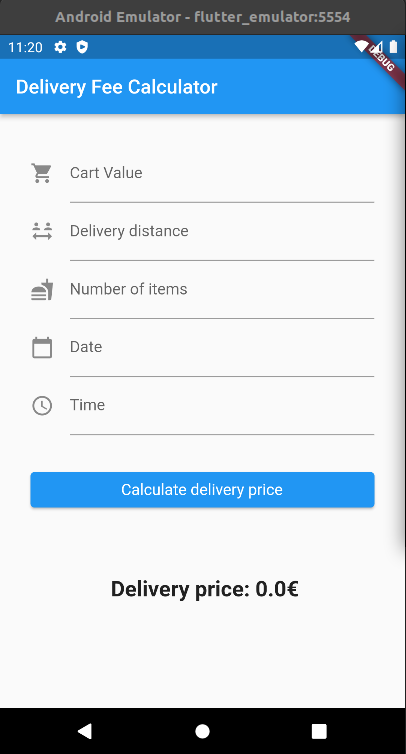 Android Emulator - flutter_emulator:5554
11:20
DEBUG
Delivery Fee Calculator
Cart Value
Delivery distance
Number of items
Date
Time
Calculate delivery price
Delivery price: 0.0€